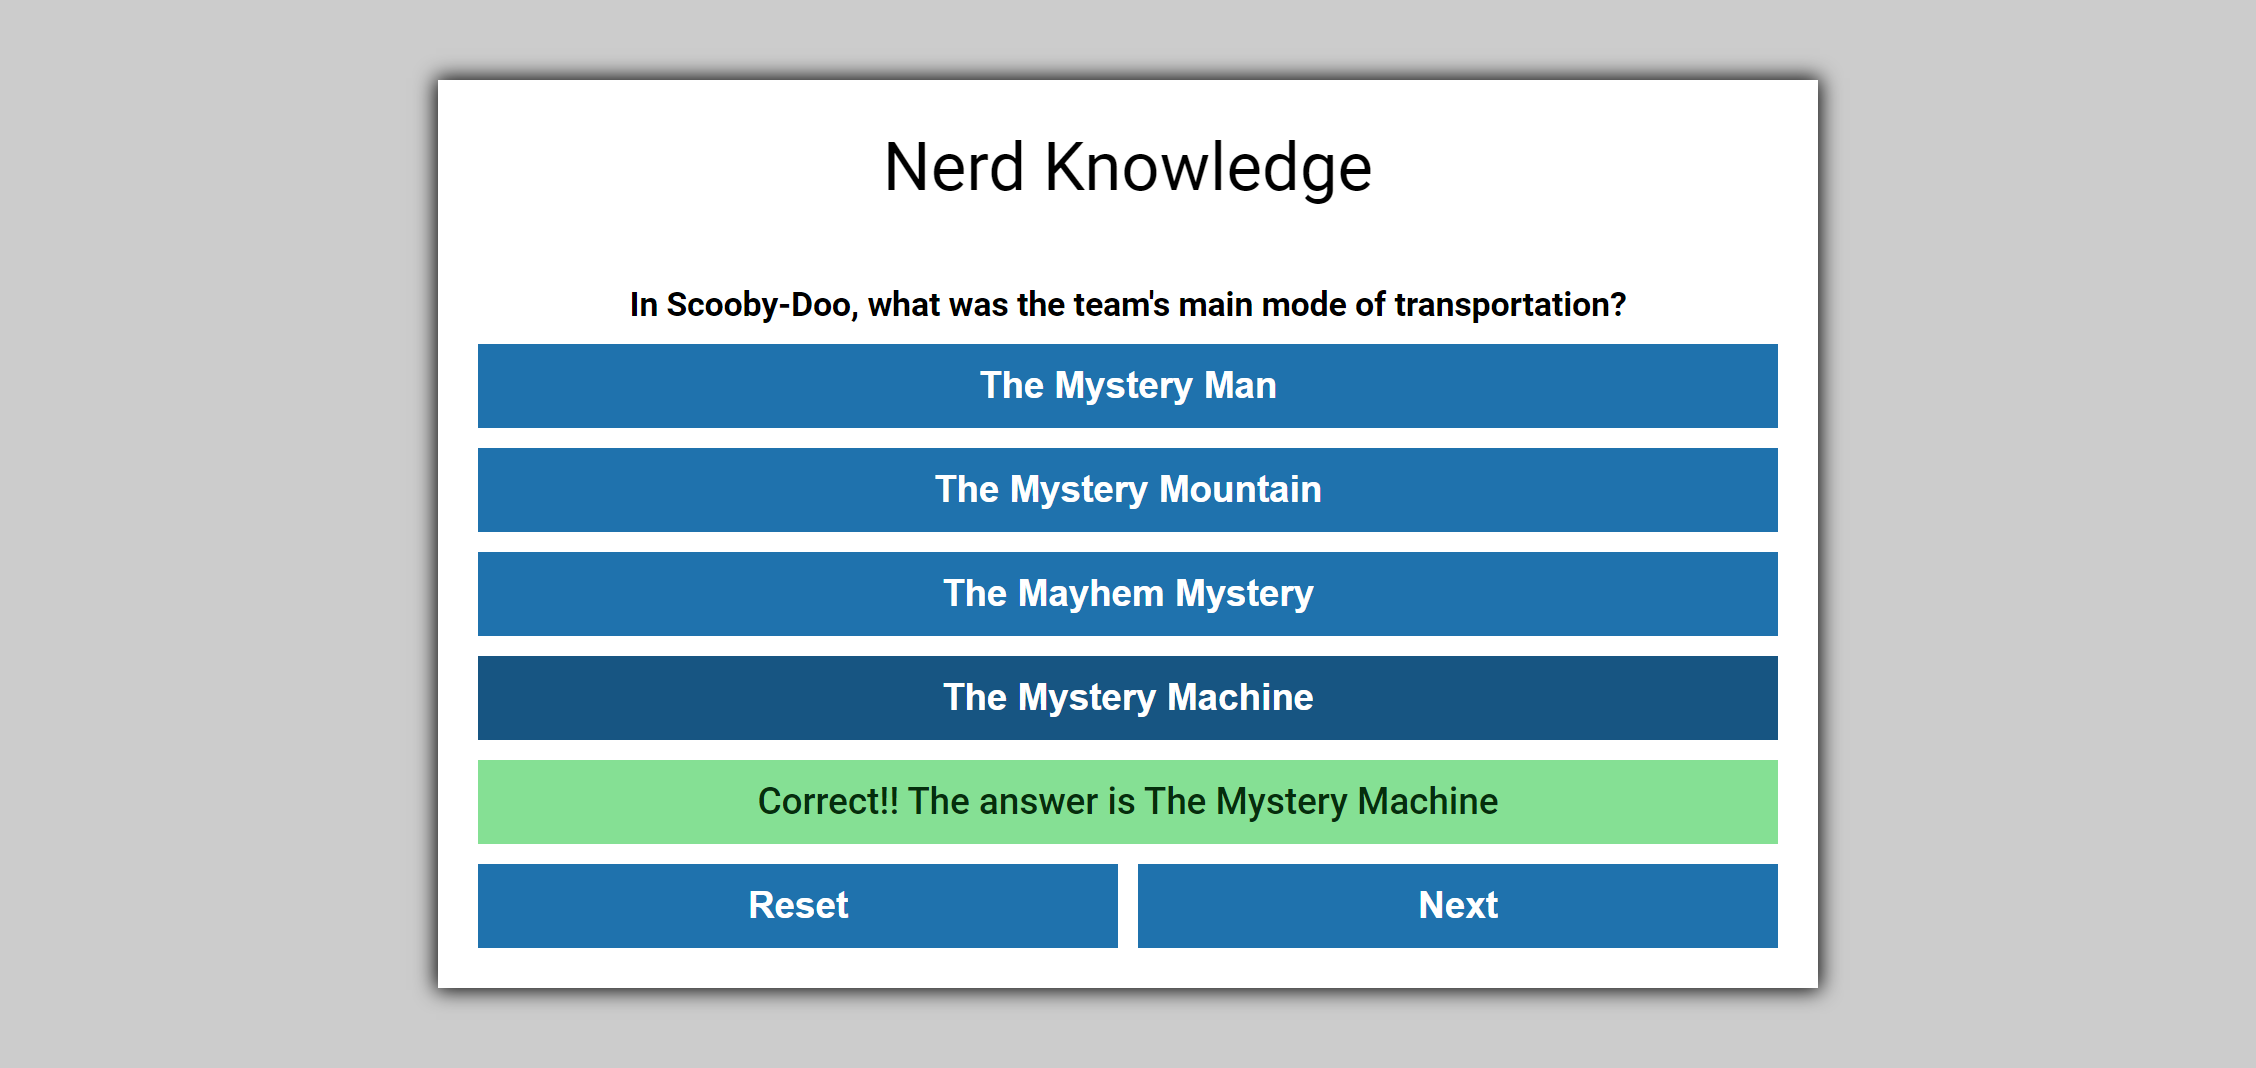 Nerd Knowledge
In Scooby-Doo, what was the team's main mode of transportation?
The Mystery Man
The Mystery Mountain
The Mayhem Mystery
The Mystery Machine
Correct!! The answer is The Mystery Machine
Reset
Next